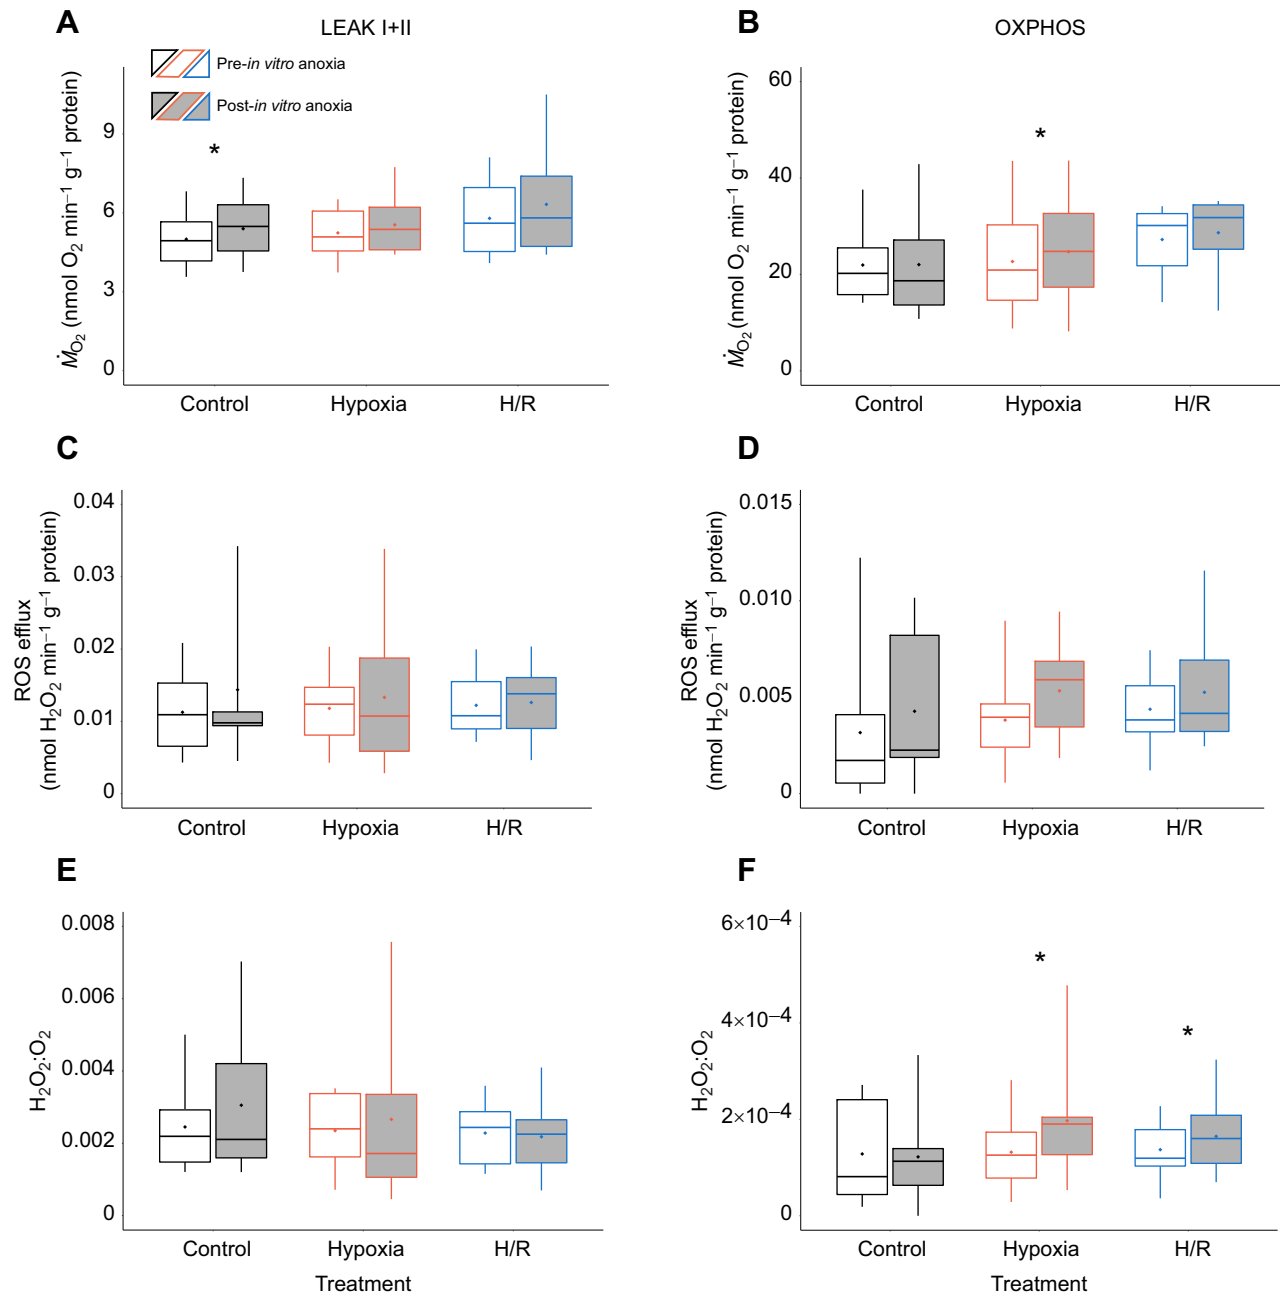 A
LEAK I+II
Pre-in vitro anoxia
Post-in vitro anoxia
*
9
6
3
0
ṀO₂ (nmol O₂ min⁻¹ g⁻¹ protein)
Control
Hypoxia
H/R
B
OXPHOS
60
*
40
20
0
ṀO₂ (nmol O₂ min⁻¹ g⁻¹ protein)
Control
Hypoxia
H/R
C
0.04
0.03
0.02
0.01
0
ROS efflux
(nmol H₂O₂ min⁻¹ g⁻¹ protein)
Control
Hypoxia
H/R
D
0.015
0.010
0.005
0
ROS efflux
(nmol H₂O₂ min⁻¹ g⁻¹ protein)
Control
Hypoxia
H/R
E
0.008
0.006
0.004
0.002
0
H₂O₂:O₂
Control
Hypoxia
H/R
Treatment
F
6×10⁻⁴
*
4×10⁻⁴
*
2×10⁻⁴
0
H₂O₂:O₂
Control
Hypoxia
H/R
Treatment